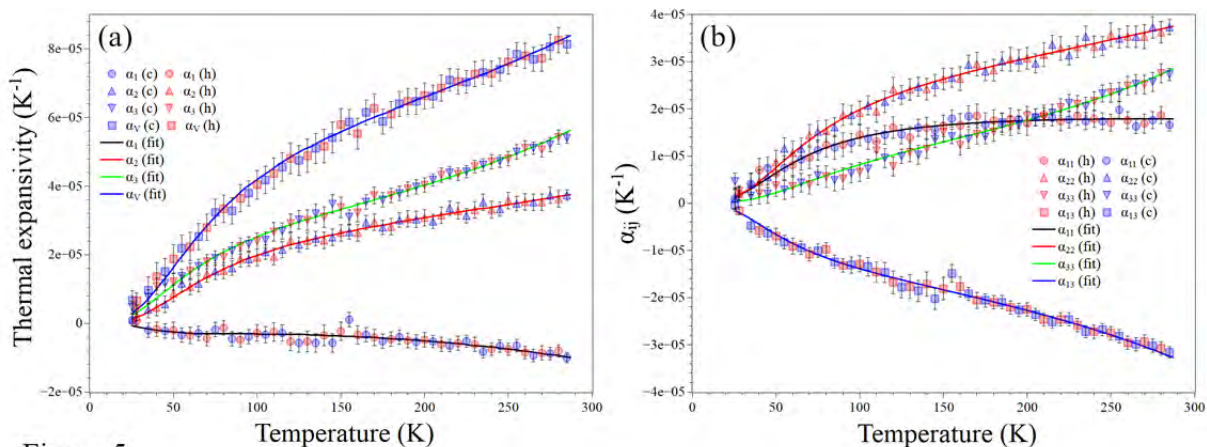 (a)
8e-05
6e-05
4e-05
2e-05
0
−2e-05
Thermal expansivity (K⁻¹)
α₁ (c) α₁ (h)
α₂ (c) α₂ (h)
α₃ (c) α₃ (h)
αV (c) αV (h)
α₁ (fit)
α₂ (fit)
α₃ (fit)
αV (fit)
0 50 100 150 200 250 300
Temperature (K)
(b)
4e-05
3e-05
2e-05
1e-05
0
−1e-05
−2e-05
−3e-05
−4e-05
αij (K⁻¹)
α₁₁ (h) α₁₁ (c)
α₂₂ (h) α₂₂ (c)
α₃₃ (h) α₃₃ (c)
α₁₃ (h) α₁₃ (c)
α₁₁ (fit)
α₂₂ (fit)
α₃₃ (fit)
α₁₃ (fit)
0 50 100 150 200 250 300
Temperature (K)